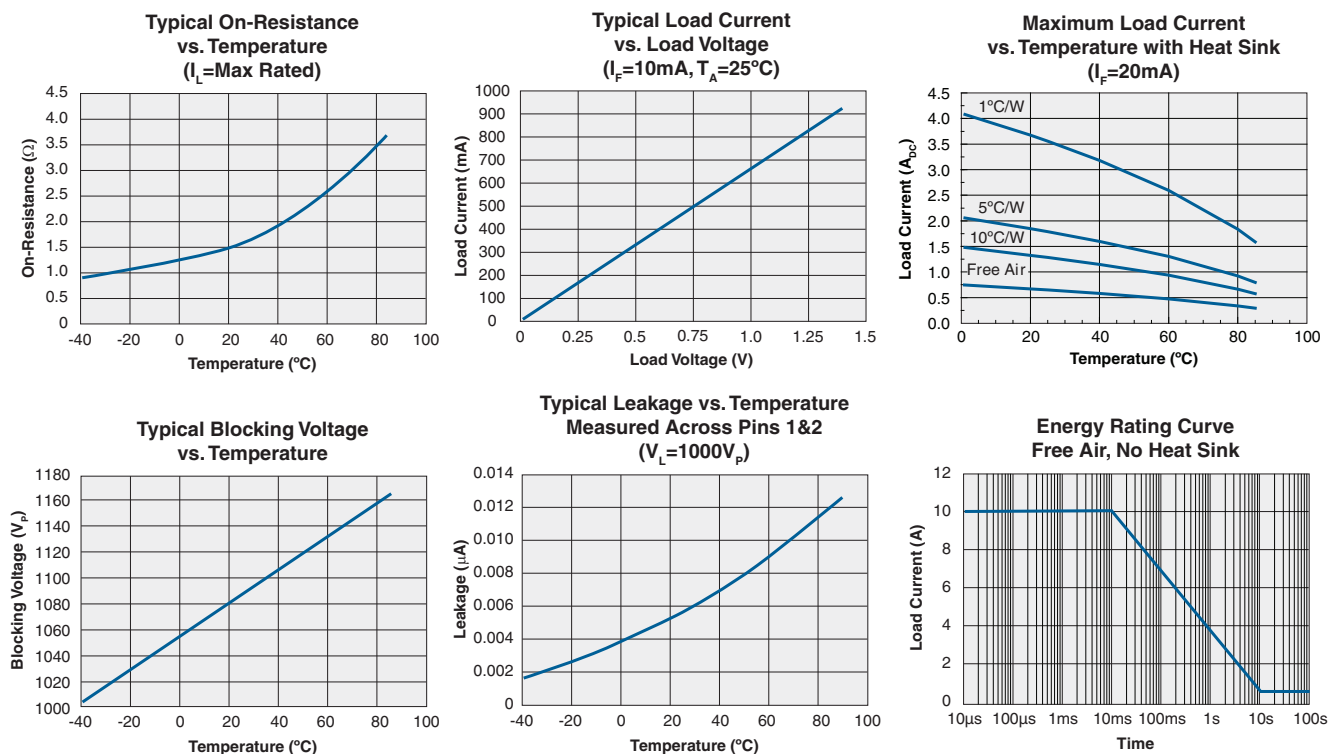 Typical On-Resistance
vs. Temperature
(I_L=Max Rated)
On-Resistance (Ω)
4.5
4.0
3.5
3.0
2.5
2.0
1.5
1.0
0.5
0
-40 -20 0 20 40 60 80 100
Temperature (ºC)
Typical Load Current
vs. Load Voltage
(I_F=10mA, T_A=25ºC)
Load Current (mA)
1000
900
800
700
600
500
400
300
200
100
0
0 0.25 0.5 0.75 1.0 1.25 1.5
Load Voltage (V)
Maximum Load Current
vs. Temperature with Heat Sink
(I_F=20mA)
Load Current (A_DC)
4.5
4.0
3.5
3.0
2.5
2.0
1.5
1.0
0.5
0.0
1ºC/W
5ºC/W
10ºC/W
Free Air
0 20 40 60 80 100
Temperature (ºC)
Typical Blocking Voltage
vs. Temperature
Blocking Voltage (V_P)
1180
1160
1140
1120
1100
1080
1060
1040
1020
1000
-40 -20 0 20 40 60 80 100
Temperature (ºC)
Typical Leakage vs. Temperature
Measured Across Pins 1&2
(V_L=1000V_P)
Leakage (μA)
0.014
0.012
0.010
0.008
0.006
0.004
0.002
0
-40 -20 0 20 40 60 80 100
Temperature (ºC)
Energy Rating Curve
Free Air, No Heat Sink
Load Current (A)
12
10
8
6
4
2
0
10μs 100μs 1ms 10ms 100ms 1s 10s 100s
Time